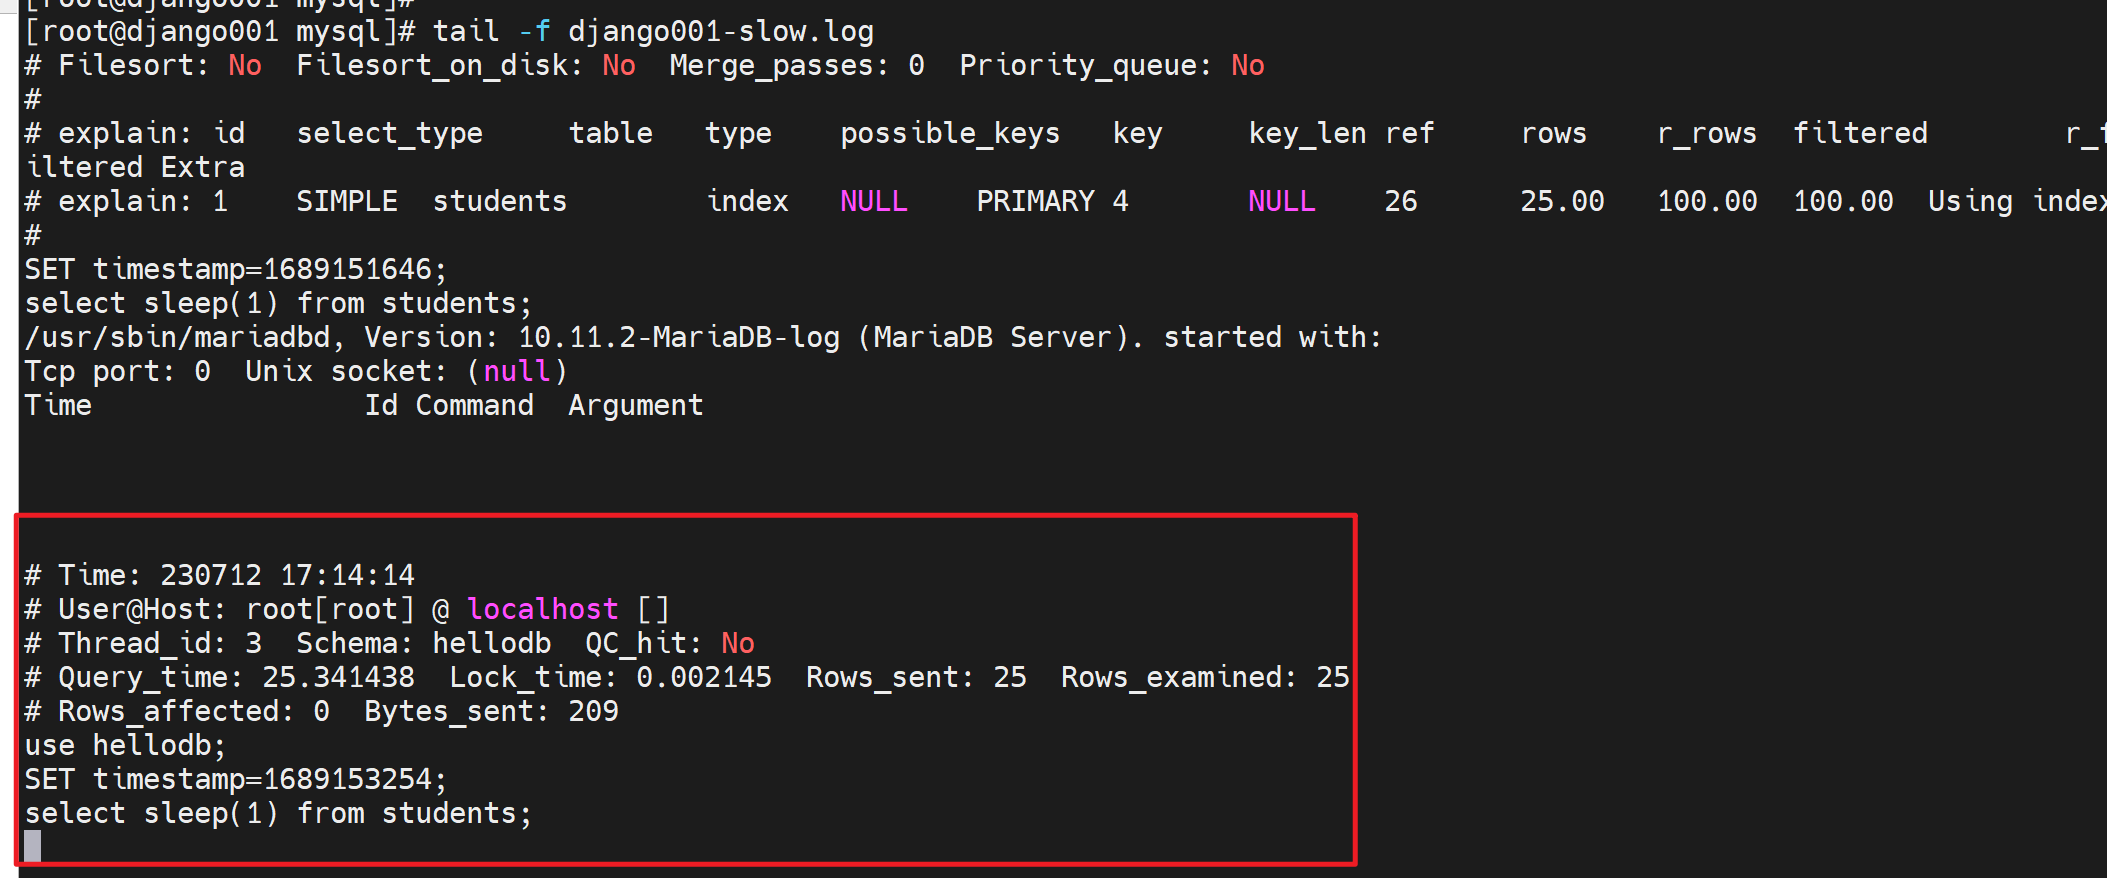 [root@django001 mysql]#
[root@django001 mysql]# tail -f django001-slow.log
# Filesort: No  Filesort_on_disk: No  Merge_passes: 0  Priority_queue: No
#
# explain: id   select_type     table   type    possible_keys   key     key_len ref     rows    r_rows  filtered        r_f
iltered Extra
# explain: 1    SIMPLE  students        index   NULL    PRIMARY 4       NULL    26      25.00   100.00  100.00  Using index
#
SET timestamp=1689151646;
select sleep(1) from students;
/usr/sbin/mariadbd, Version: 10.11.2-MariaDB-log (MariaDB Server). started with:
Tcp port: 0  Unix socket: (null)
Time                Id Command  Argument
# Time: 230712 17:14:14
# User@Host: root[root] @ localhost []
# Thread_id: 3  Schema: hellodb  QC_hit: No
# Query_time: 25.341438  Lock_time: 0.002145  Rows_sent: 25  Rows_examined: 25
# Rows_affected: 0  Bytes_sent: 209
use hellodb;
SET timestamp=1689153254;
select sleep(1) from students;